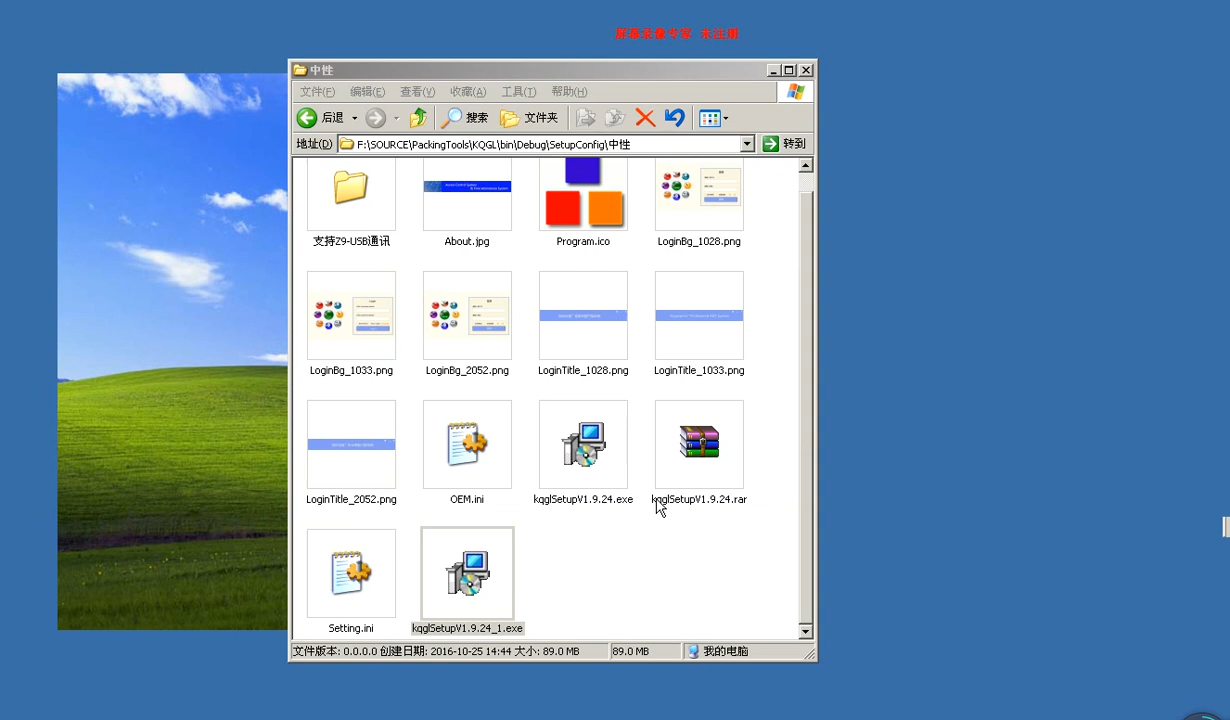 屏幕录像专家 未注册
中性
文件(F) 编辑(E) 查看(V) 收藏(A) 工具(T) 帮助(H)
后退 搜索 文件夹
地址(D) F:\SOURCE\PackingTools\KQGL\bin\Debug\SetupConfig\中性 转到
支持Z9-USB通讯 About.jpg Program.ico LoginBg_1028.png
LoginBg_1033.png LoginBg_2052.png LoginTitle_1028.png LoginTitle_1033.png
LoginTitle_2052.png OEM.ini kqglSetupV1.9.24.exe kqglSetupV1.9.24.rar
Setting.ini kqglSetupV1.9.24_1.exe
文件版本: 0.0.0.0 创建日期: 2016-10-25 14:44 大小: 89.0 MB 89.0 MB 我的电脑